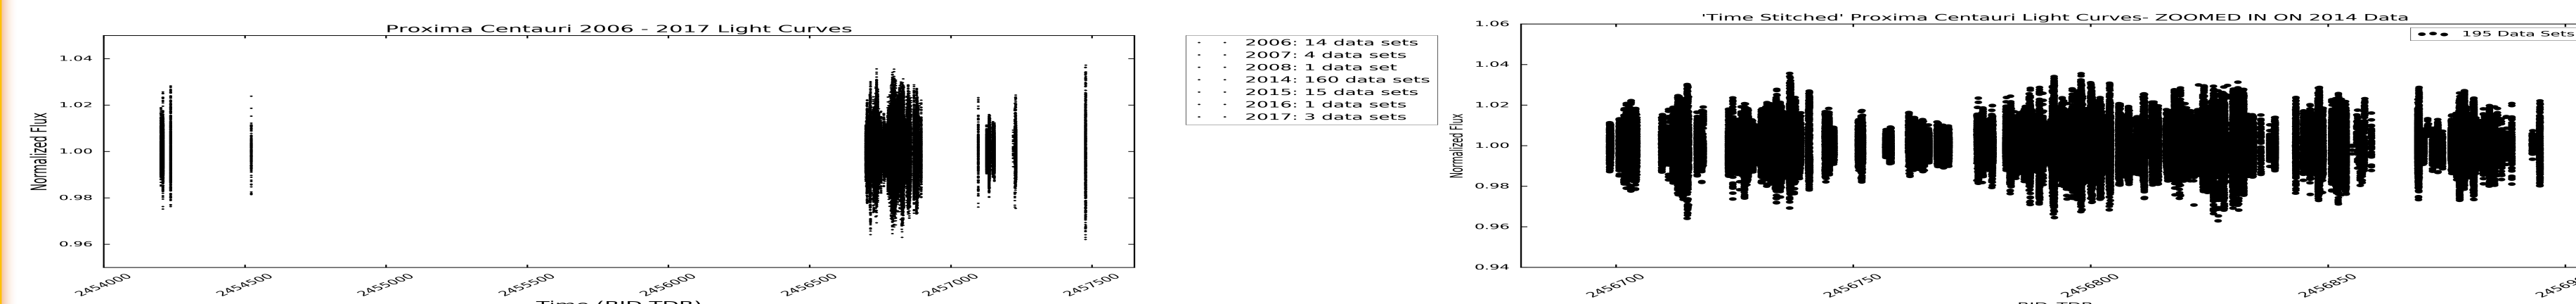 Proxima Centauri 2006 - 2017 Light Curves
1.04
1.02
1.00
0.98
0.96
Normalized Flux
2454000
2454500
2455000
2455500
2456000
2456500
2457000
2457500
2006: 14 data sets
2007: 4 data sets
2008: 1 data set
2014: 160 data sets
2015: 15 data sets
2016: 1 data sets
2017: 3 data sets
'Time Stitched' Proxima Centauri Light Curves- ZOOMED IN ON 2014 Data
195 Data Sets
1.06
1.04
1.02
1.00
0.98
0.96
0.94
Normalized Flux
2456700
2456750
2456800
2456850